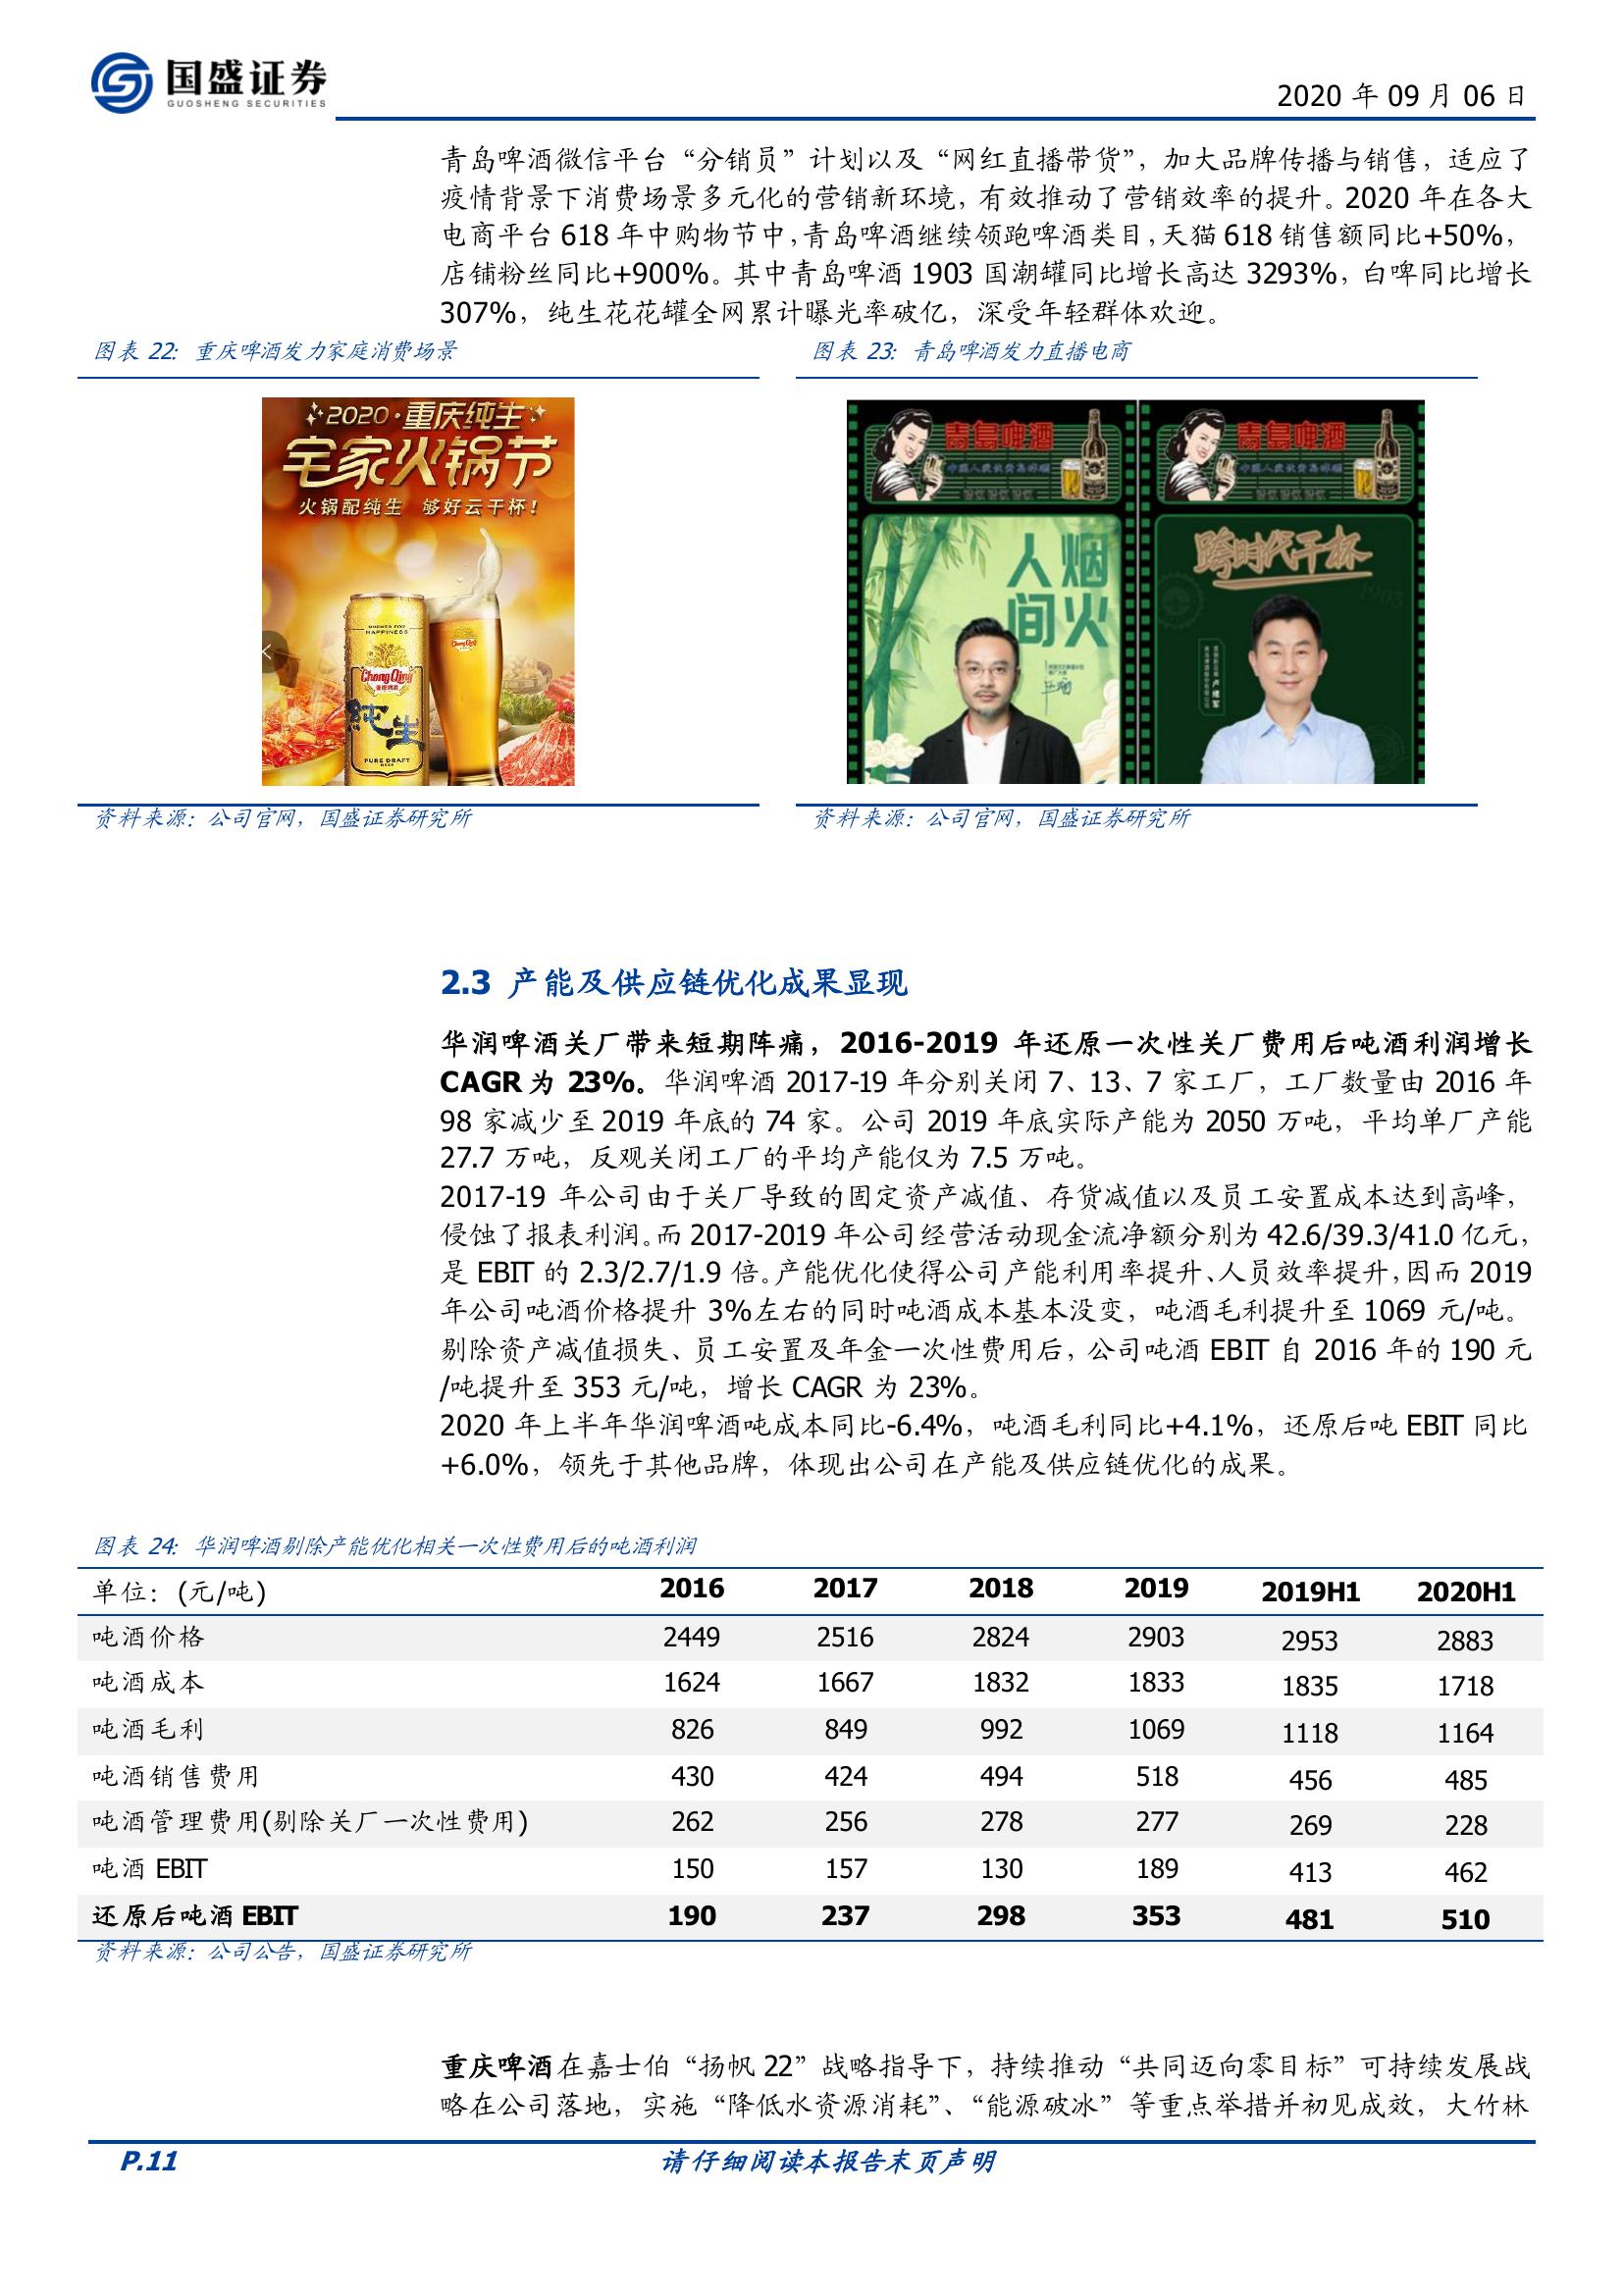 国盛证券
GUOSHENG SECURITIES
2020 年 09 月 06 日
青岛啤酒微信平台“分销员”计划以及“网红直播带货”，加大品牌传播与销售，适应了
疫情背景下消费场景多元化的营销新环境，有效推动了营销效率的提升。2020 年在各大
电商平台 618 年中购物节中，青岛啤酒继续领跑啤酒类目，天猫 618 销售额同比+50%，
店铺粉丝同比+900%。其中青岛啤酒 1903 国潮罐同比增长高达 3293%，白啤同比增长
307%，纯生花花罐全网累计曝光率破亿，深受年轻群体欢迎。
图表 22：重庆啤酒发力家庭消费场景
2020·重庆纯生
宅家火锅节
火锅配纯生 够好云干杯！
HAPPINESS
ChongQing
純生
PURE DRAFT
BEER
ChongQing
资料来源：公司官网，国盛证券研究所
图表 23：青岛啤酒发力直播电商
青岛啤酒
青岛啤酒
人间
烟火
跨时代干杯
1903
资料来源：公司官网，国盛证券研究所
2.3 产能及供应链优化成果显现
华润啤酒关厂带来短期阵痛，2016-2019 年还原一次性关厂费用后吨酒利润增长
CAGR 为 23%。华润啤酒 2017-19 年分别关闭 7、13、7 家工厂，工厂数量由 2016 年
98 家减少至 2019 年底的 74 家。公司 2019 年底实际产能为 2050 万吨，平均单厂产能
27.7 万吨，反观关闭工厂的平均产能仅为 7.5 万吨。
2017-19 年公司由于关厂导致的固定资产减值、存货减值以及员工安置成本达到高峰，
侵蚀了报表利润。而 2017-2019 年公司经营活动现金流净额分别为 42.6/39.3/41.0 亿元，
是 EBIT 的 2.3/2.7/1.9 倍。产能优化使得公司产能利用率提升、人员效率提升，因而 2019
年公司吨酒价格提升 3%左右的同时吨酒成本基本没变，吨酒毛利提升至 1069 元/吨。
剔除资产减值损失、员工安置及年金一次性费用后，公司吨酒 EBIT 自 2016 年的 190 元
/吨提升至 353 元/吨，增长 CAGR 为 23%。
2020 年上半年华润啤酒吨成本同比-6.4%，吨酒毛利同比+4.1%，还原后吨 EBIT 同比
+6.0%，领先于其他品牌，体现出公司在产能及供应链优化的成果。
图表 24：华润啤酒剔除产能优化相关一次性费用后的吨酒利润
单位：(元/吨) 2016 2017 2018 2019 2019H1 2020H1
吨酒价格 2449 2516 2824 2903 2953 2883
吨酒成本 1624 1667 1832 1833 1835 1718
吨酒毛利 826 849 992 1069 1118 1164
吨酒销售费用 430 424 494 518 456 485
吨酒管理费用(剔除关厂一次性费用) 262 256 278 277 269 228
吨酒 EBIT 150 157 130 189 413 462
还原后吨酒 EBIT 190 237 298 353 481 510
资料来源：公司公告，国盛证券研究所
重庆啤酒在嘉士伯“扬帆 22”战略指导下，持续推动“共同迈向零目标”可持续发展战
略在公司落地，实施“降低水资源消耗”、“能源破冰”等重点举措并初见成效，大竹林
P.11
请仔细阅读本报告末页声明